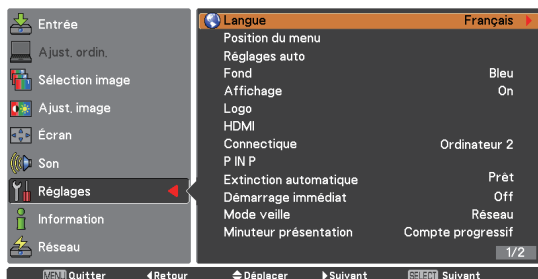 Entrée
Ajust. ordin.
Sélection image
Ajust. image
Écran
Son
Réglages
Information
Réseau
Langue Français
Position du menu
Réglages auto
Fond Bleu
Affichage On
Logo
HDMI
Connectique Ordinateur 2
P IN P
Extinction automatique Prêt
Démarrage immédiat Off
Mode veille Réseau
Minuteur présentation Compte progressif
1/2
MENU Quitter Retour Déplacer Suivant SELECT Suivant